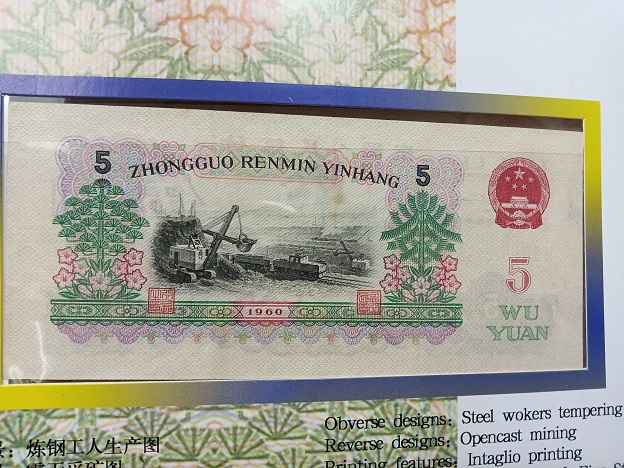 5
ZHONGGUO RENMIN YINHANG
5
5
WU
YUAN
1960
Obverse designs: Steel wokers tempering
炼钢工人生产图
Reverse designs: Opencast mining
Printing features: Intaglio printing